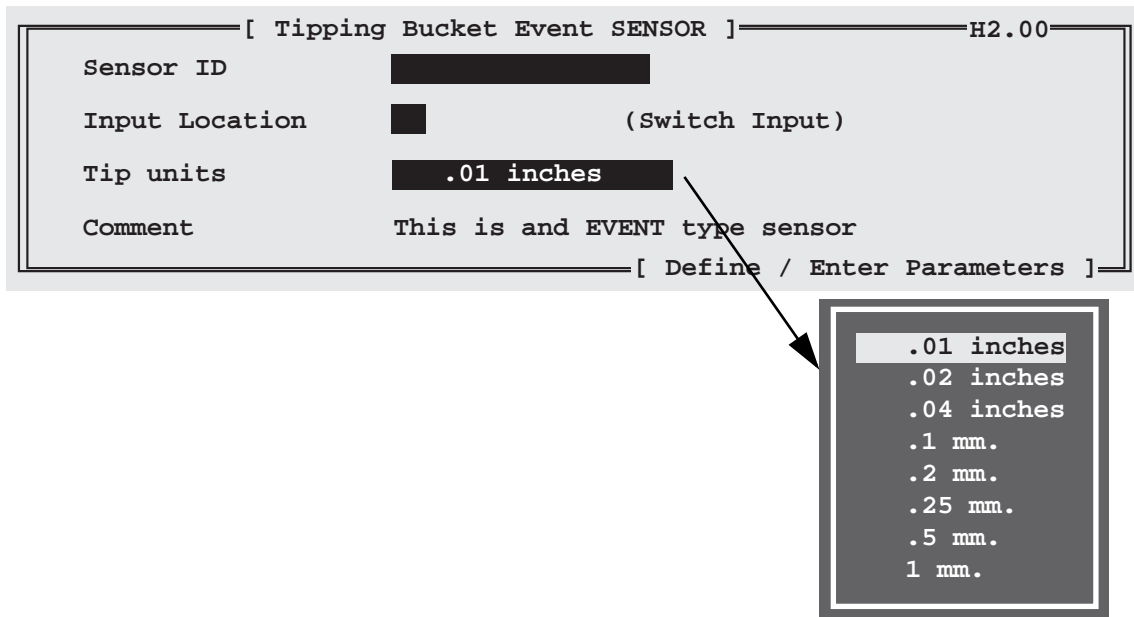 [ Tipping Bucket Event SENSOR ] H2.00
Sensor ID
Input Location (Switch Input)
Tip units .01 inches
Comment This is and EVENT type sensor
[ Define / Enter Parameters ]
.01 inches
.02 inches
.04 inches
.1 mm.
.2 mm.
.25 mm.
.5 mm.
1 mm.